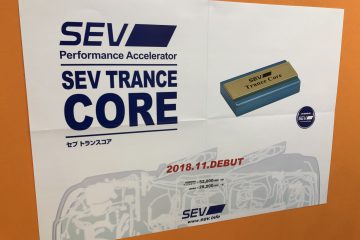 SEV
Performance Accelerator
SEV TRANCE
CORE
セブ トランスコア
SEV
Trance Core
2018.11.DEBUT
SEV
www.sev.info